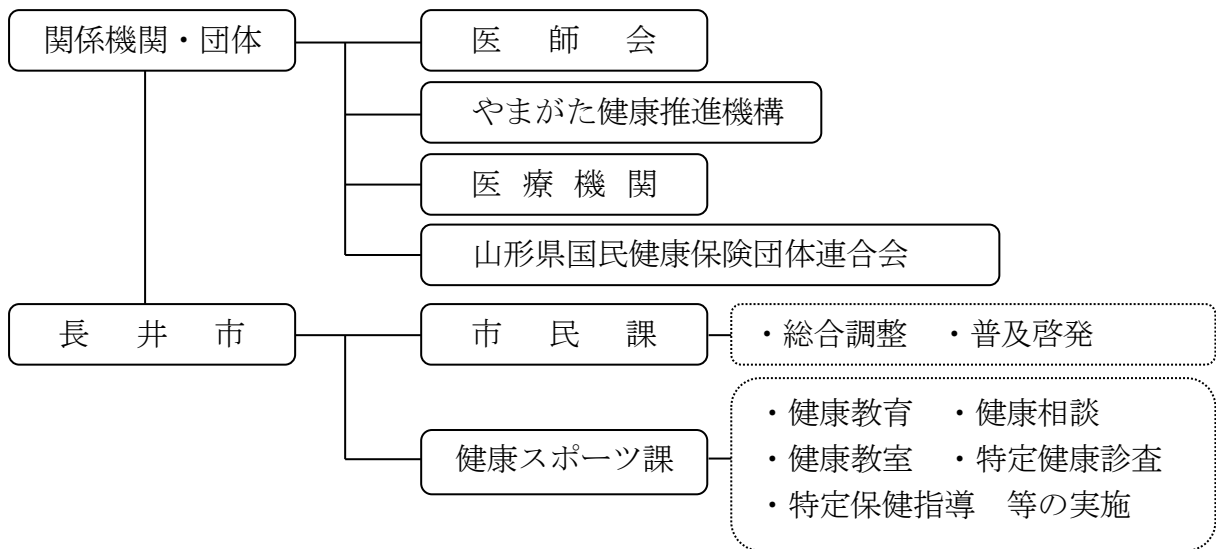 関係機関・団体
医 師 会
やまがた健康推進機構
医 療 機 関
山形県国民健康保険団体連合会
長 井 市
市 民 課
・総合調整 ・普及啓発
健康スポーツ課
・健康教育 ・健康相談
・健康教室 ・特定健康診査
・特定保健指導 等の実施